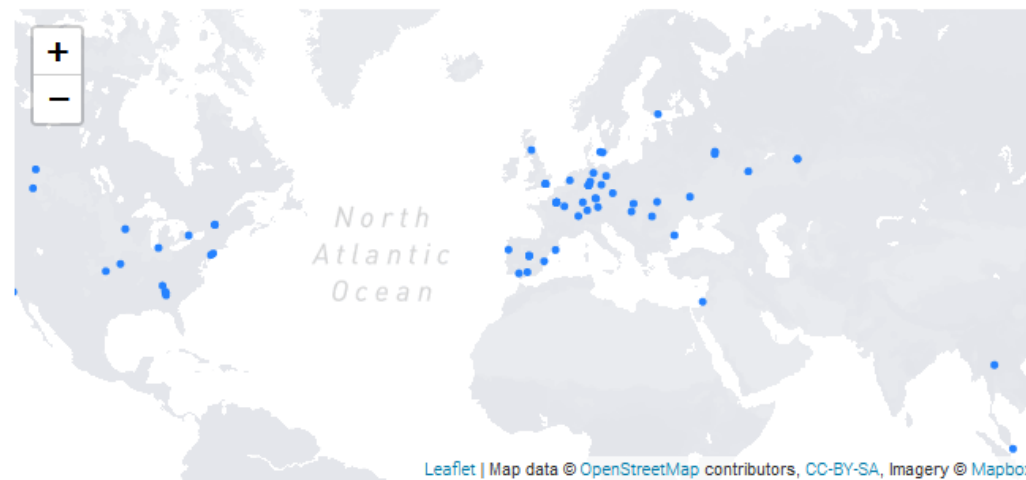 +
−
North
Atlantic
Ocean
Leaflet | Map data © OpenStreetMap contributors, CC-BY-SA, Imagery © Mapbox